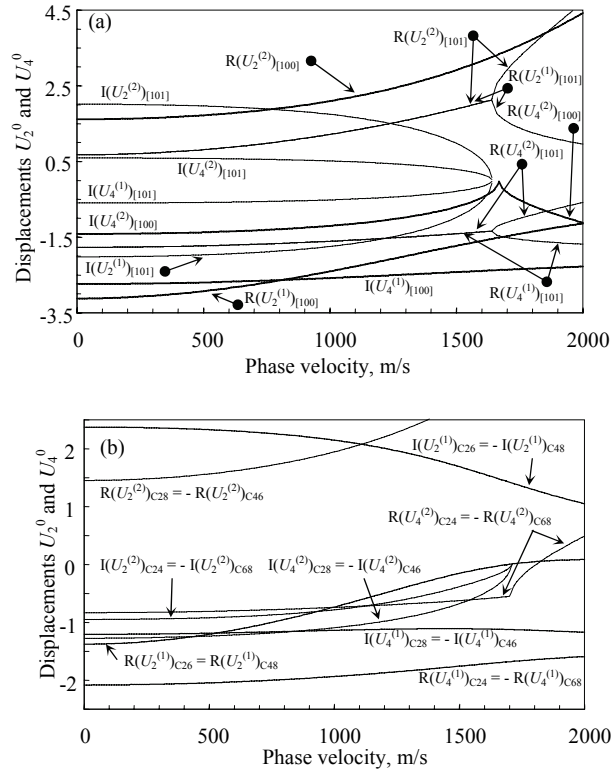 (a)
4.5
2.5
0.5
-1.5
-3.5
Displacements U₂⁰ and U₄⁰
R(U₂⁽²⁾)[100]
R(U₂⁽²⁾)[101]
R(U₂⁽¹⁾)[101]
R(U₄⁽²⁾)[100]
I(U₂⁽²⁾)[101]
I(U₄⁽²⁾)[101]
R(U₄⁽²⁾)[101]
I(U₄⁽¹⁾)[101]
I(U₄⁽²⁾)[100]
I(U₂⁽¹⁾)[101]
R(U₂⁽¹⁾)[100]
I(U₄⁽¹⁾)[100]
R(U₄⁽¹⁾)[101]
0 500 1000 1500 2000
Phase velocity, m/s
(b)
2
1
0
-1
-2
Displacements U₂⁰ and U₄⁰
I(U₂⁽¹⁾)C26 = - I(U₂⁽¹⁾)C48
R(U₂⁽²⁾)C28 = - R(U₂⁽²⁾)C46
R(U₄⁽²⁾)C24 = - R(U₄⁽²⁾)C68
I(U₂⁽²⁾)C24 = - I(U₂⁽²⁾)C68
I(U₄⁽²⁾)C28 = - I(U₄⁽²⁾)C46
I(U₄⁽¹⁾)C28 = - I(U₄⁽¹⁾)C46
R(U₂⁽¹⁾)C26 = R(U₂⁽¹⁾)C48
R(U₄⁽¹⁾)C24 = - R(U₄⁽¹⁾)C68
0 500 1000 1500 2000
Phase velocity, m/s